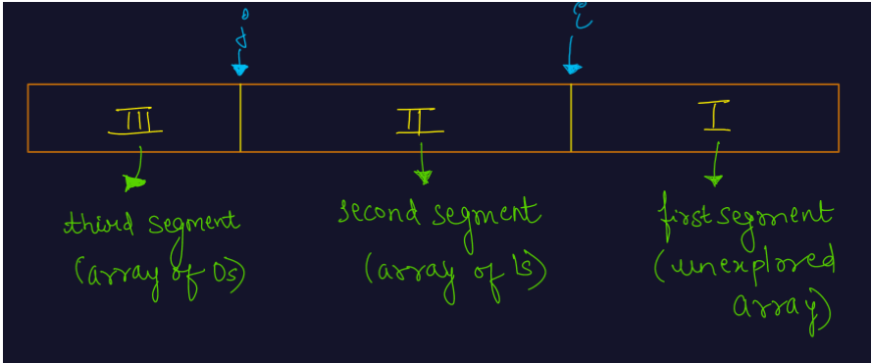 j i
III II I
third segment second segment first segment
(array of 0s) (array of 1s) (unexplored
array)